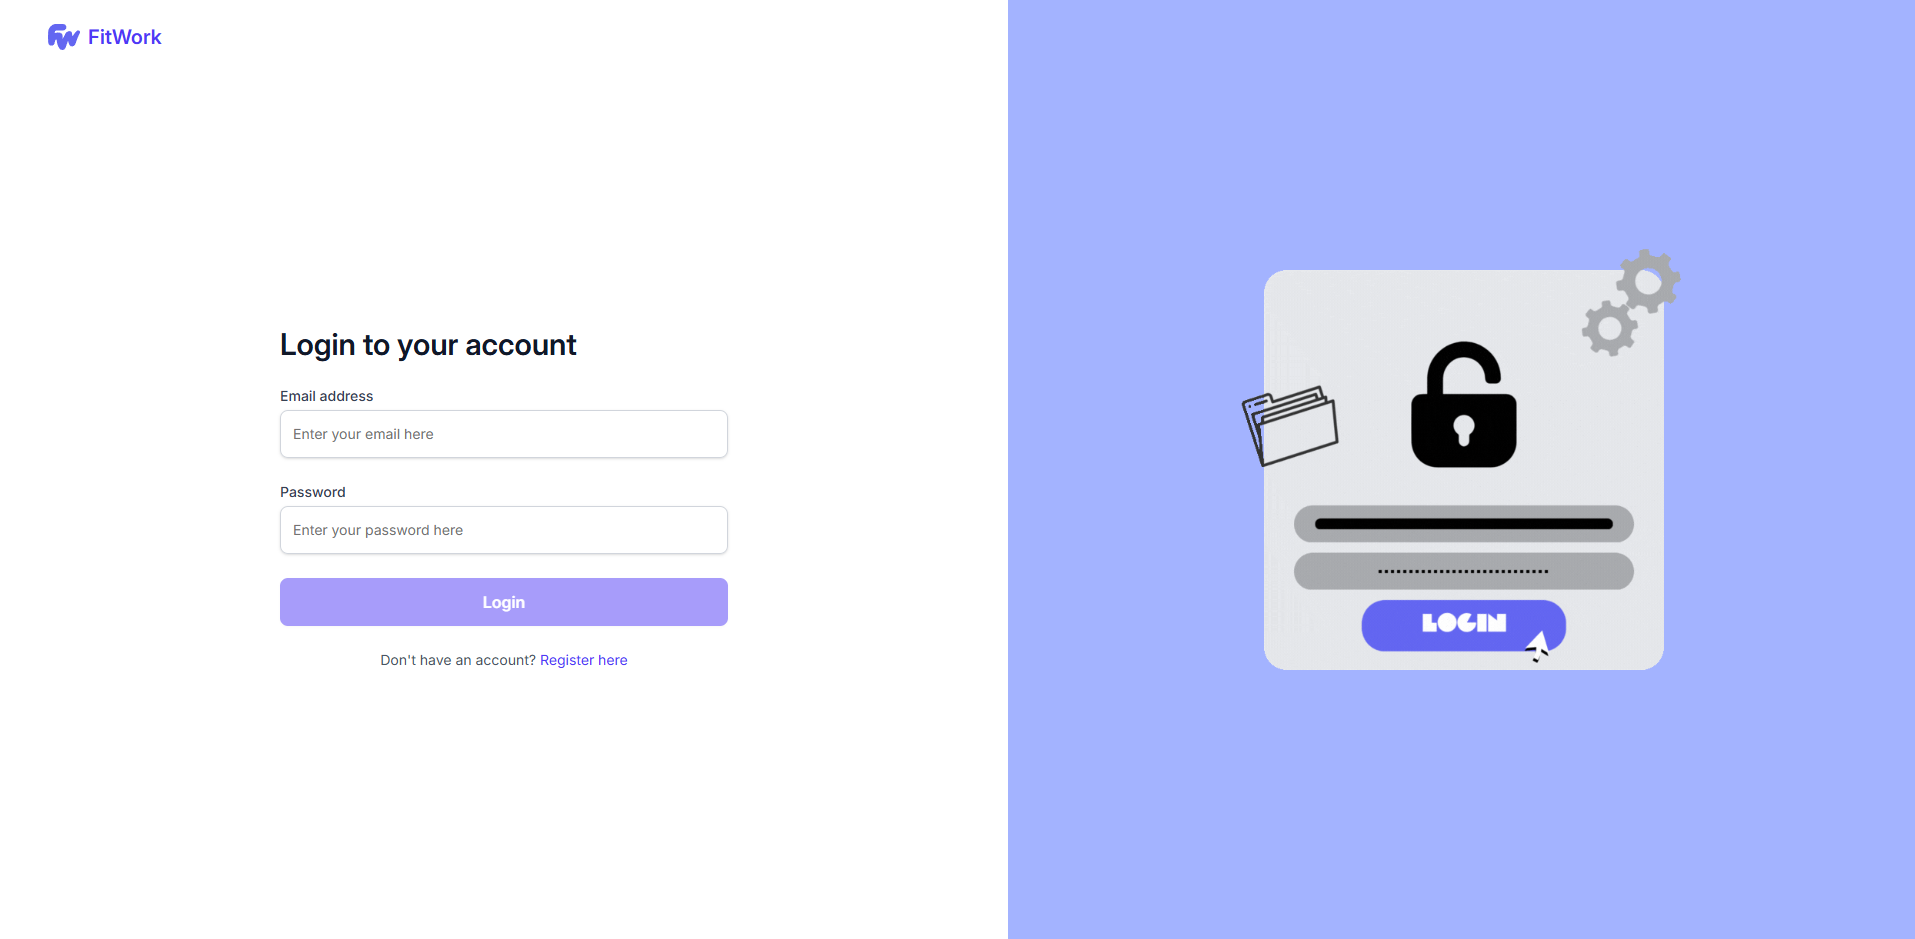 FitWork
Login to your account
Email address
Enter your email here
Password
Enter your password here
Login
Don't have an account? Register here
LOGIN